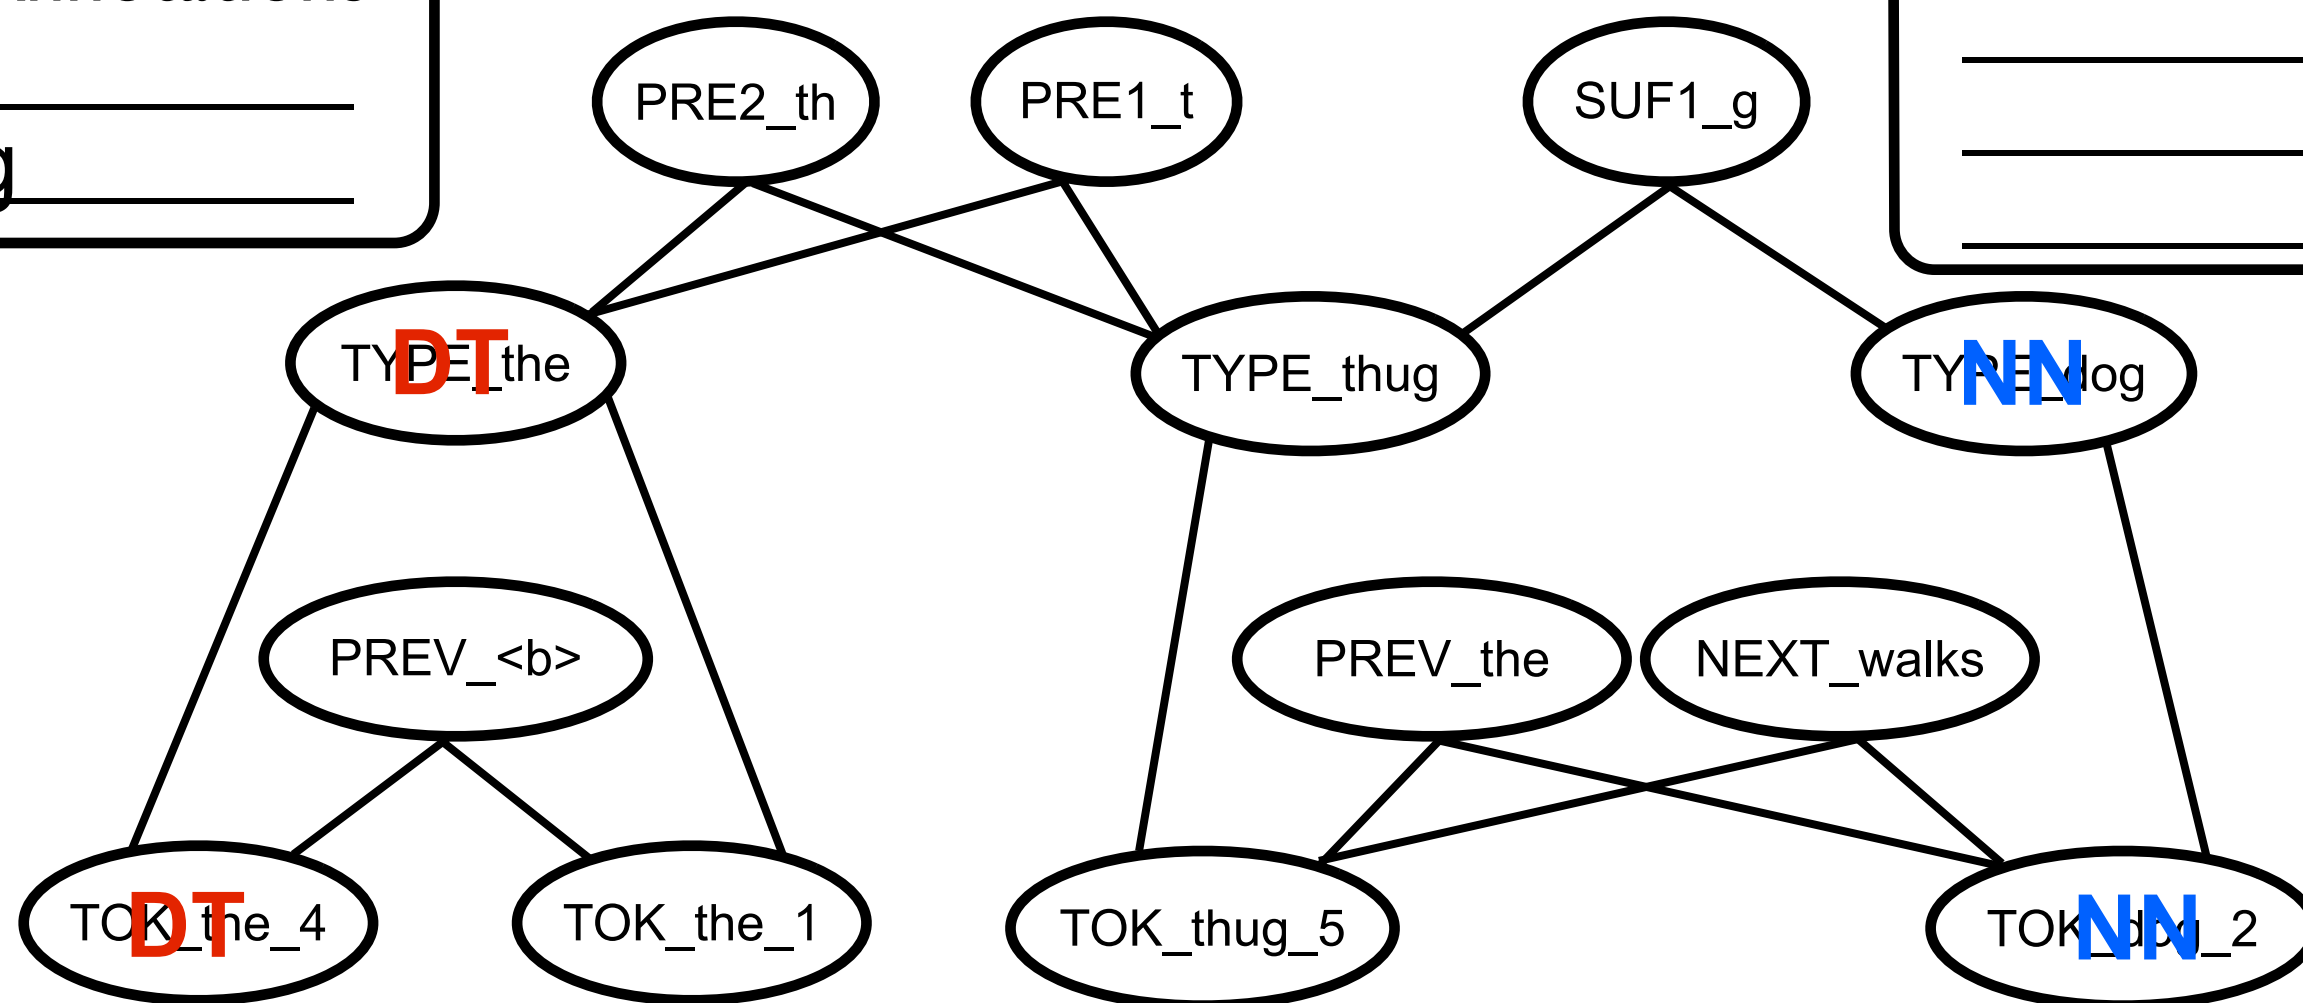 PRE2_th PRE1_t SUF1_g
g
TYPE_the DT TYPE_thug TYPE_dog NN
PREV_<b> PREV_the NEXT_walks
TOK_the_4 DT TOK_the_1 TOK_thug_5 TOK_dog_2 NN